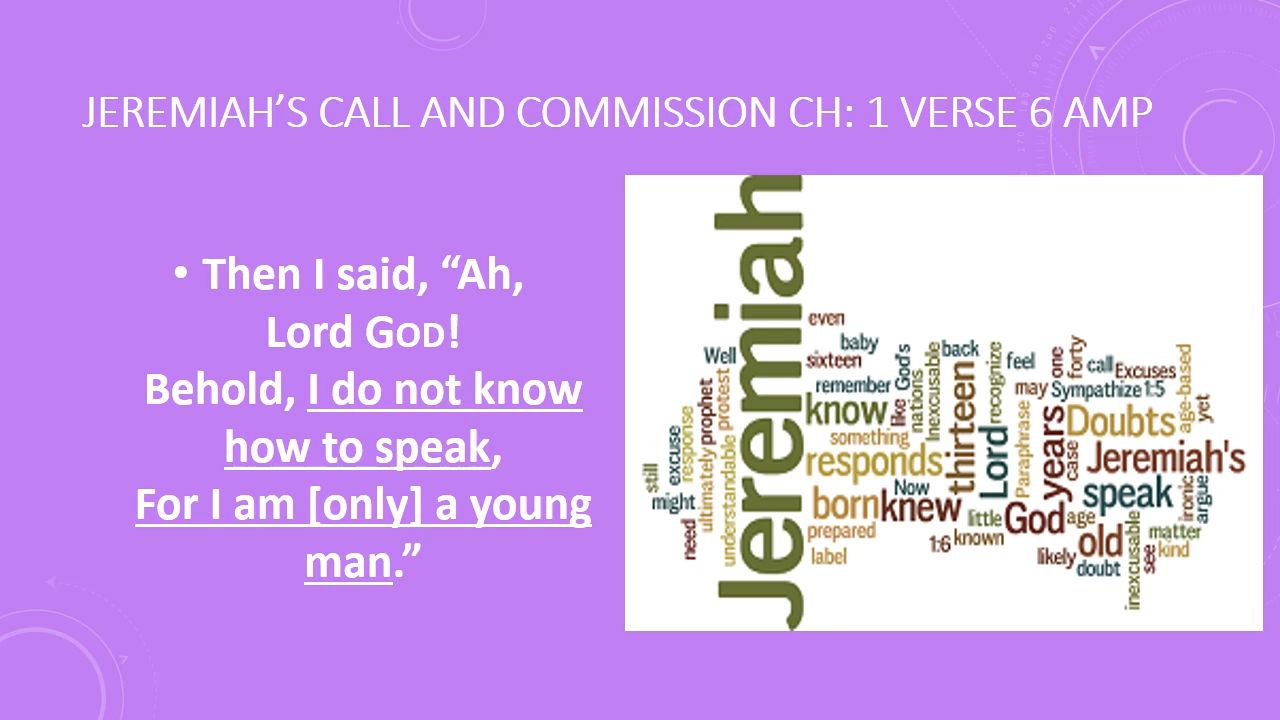 JEREMIAH’S CALL AND COMMISSION CH: 1 VERSE 6 AMP
• Then I said, “Ah,
Lord GOD!
Behold, I do not know
how to speak,
For I am [only] a young
man.”
Jeremiah
even
baby
sixteen
Well
remember
God's
back
Inexcusable
recognize
feel
one
forty
call
Excuses
may
Sympathize
1:5
age-based
yet
protest
prophet
response
excuse
still
might
need
ultimately
understandable
know
like
nations
something
responds
thirteen
Lord
Paraphrase
years
case
Doubts
Jeremiah's
speak
ironic
argue
born
knew
Now
little
God
age
prepared
label
1:6
known
likely
old
doubt
inexcusable
see
matter
kind